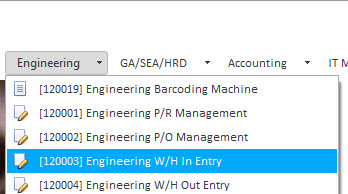 Engineering GA/SEA/HRD Accounting IT M
[120019] Engineering Barcoding Machine
[120001] Engineering P/R Management
[120002] Engineering P/O Management
[120003] Engineering W/H In Entry
[120004] Engineering W/H Out Entry